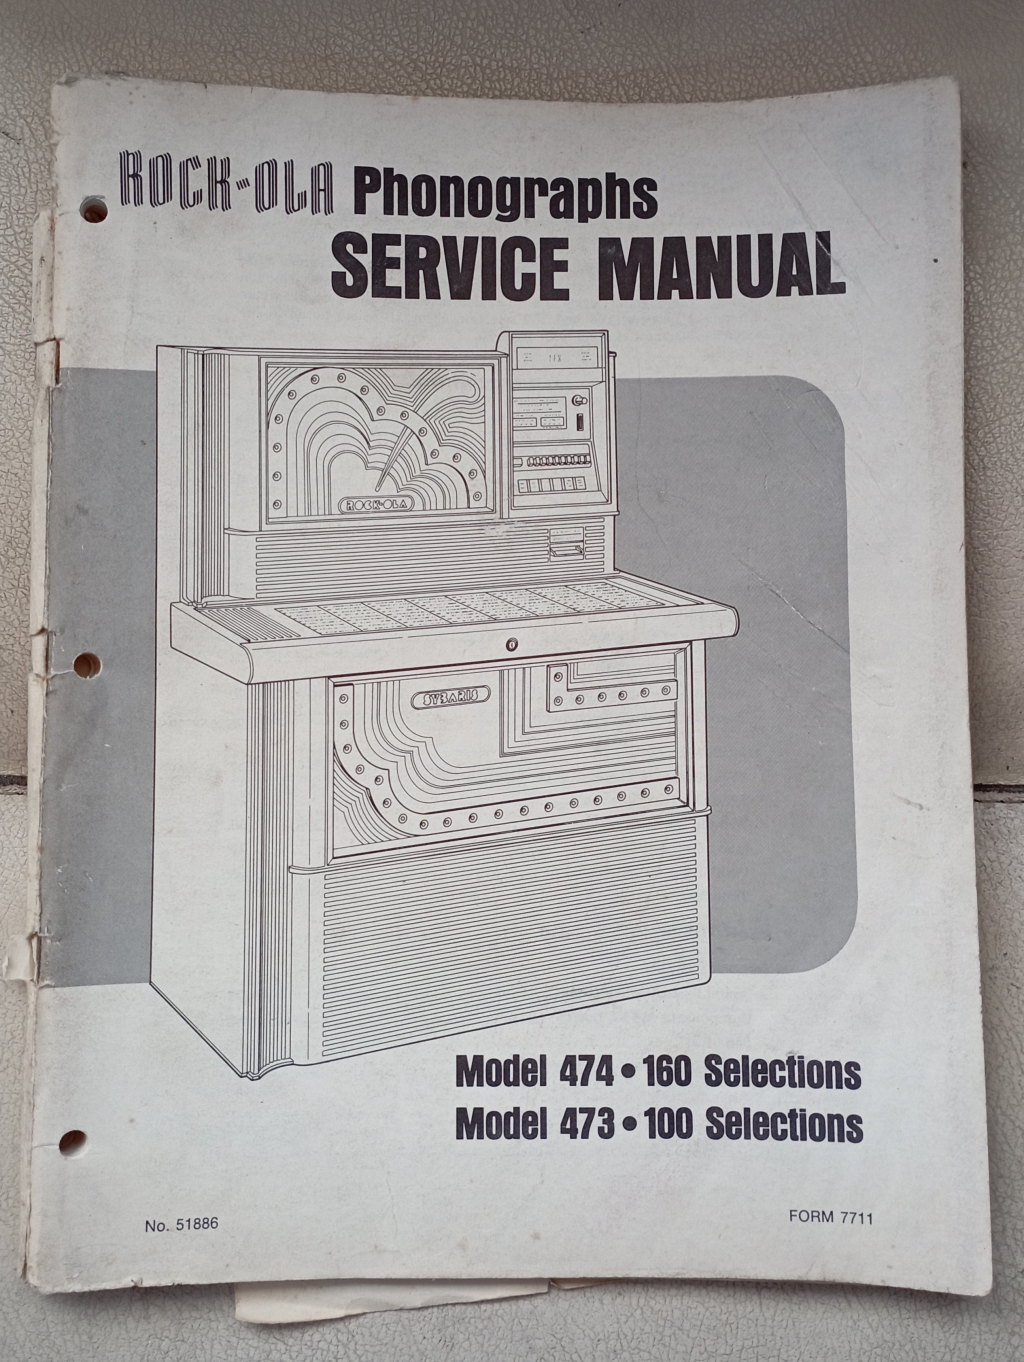 ROCK-OLA Phonographs
SERVICE MANUAL
ROCK-OLA
SYBARIS
Model 474 • 160 Selections
Model 473 • 100 Selections
No. 51886
FORM 7711